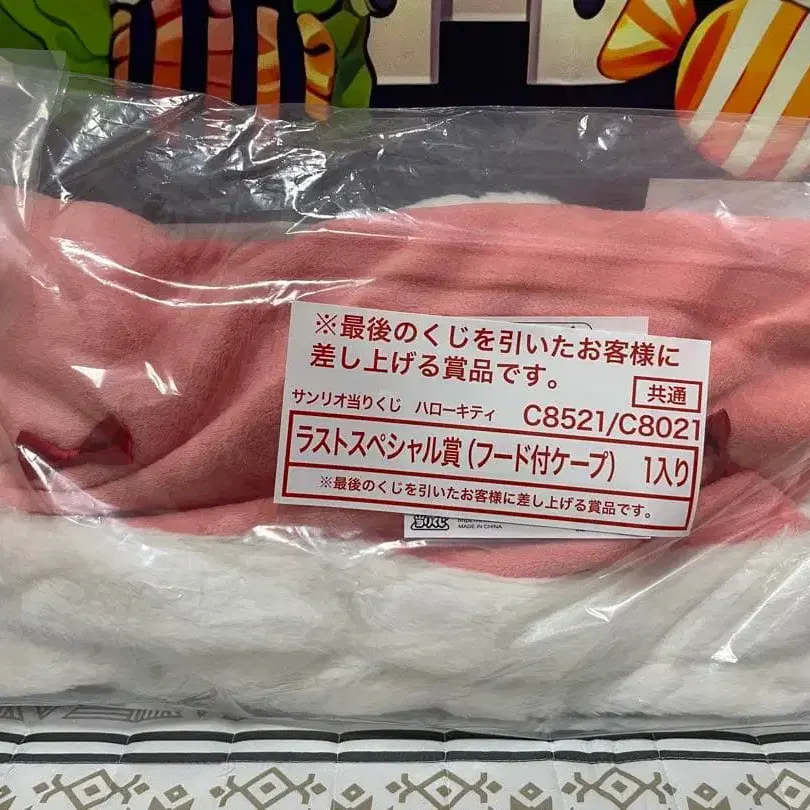 ※最後のくじを引いたお客様に
差し上げる賞品です。
共通
サンリオ当りくじ ハローキティ C8521/C8021
ラストスペシャル賞(フード付ケープ) 1入り
※最後のくじを引いたお客様に差し上げる賞品です。
当りくじ
MADE IN CHINA